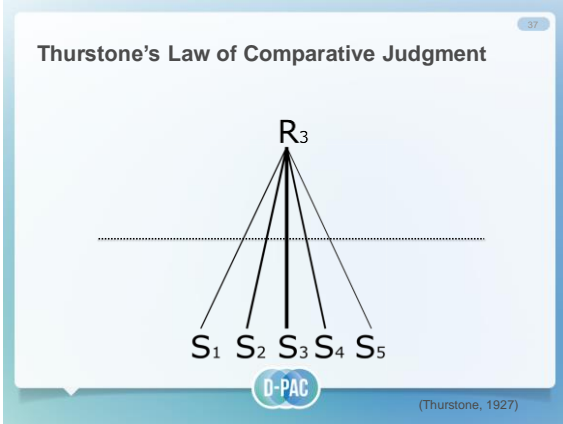 37
Thurstone's Law of Comparative Judgment
R3
S1 S2 S3 S4 S5
D-PAC
(Thurstone, 1927)